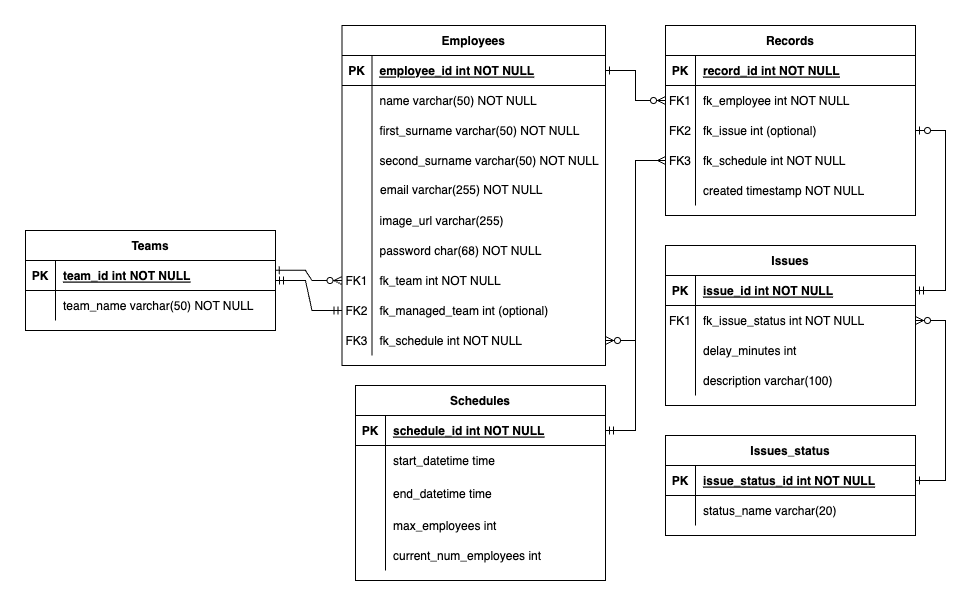 Employees
PK employee_id int NOT NULL
name varchar(50) NOT NULL
first_surname varchar(50) NOT NULL
second_surname varchar(50) NOT NULL
email varchar(255) NOT NULL
image_url varchar(255)
password char(68) NOT NULL
FK1 fk_team int NOT NULL
FK2 fk_managed_team int (optional)
FK3 fk_schedule int NOT NULL
Records
PK record_id int NOT NULL
FK1 fk_employee int NOT NULL
FK2 fk_issue int (optional)
FK3 fk_schedule int NOT NULL
created timestamp NOT NULL
Teams
PK team_id int NOT NULL
team_name varchar(50) NOT NULL
Issues
PK issue_id int NOT NULL
FK1 fk_issue_status int NOT NULL
delay_minutes int
description varchar(100)
Schedules
PK schedule_id int NOT NULL
start_datetime time
end_datetime time
max_employees int
current_num_employees int
Issues_status
PK issue_status_id int NOT NULL
status_name varchar(20)